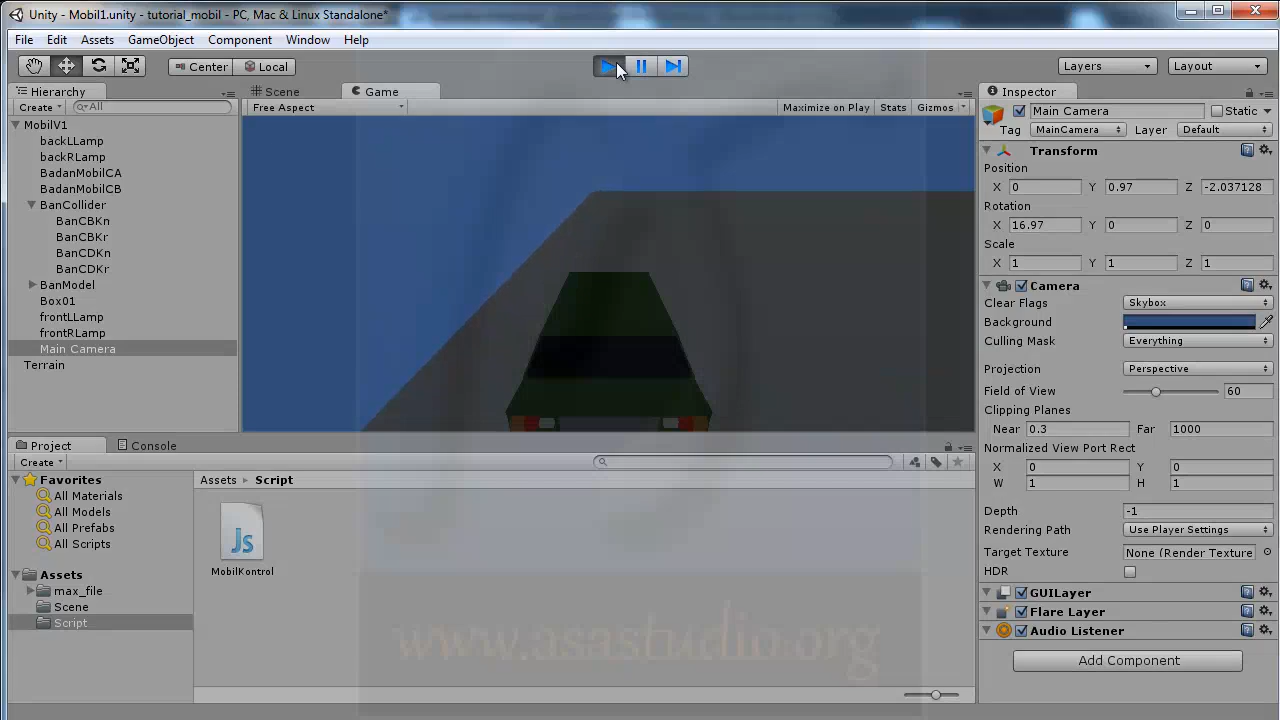 Unity - Mobil1.unity - tutorial_mobil - PC, Mac & Linux Standalone*
File Edit Assets GameObject Component Window Help
Center Local Layers Layout
Hierarchy
Create All
MobilV1
backLLamp
backRLamp
BadanMobilCA
BadanMobilCB
BanCollider
BanCBKn
BanCBKr
BanCDKn
BanCDKr
BanModel
Box01
frontLLamp
frontRLamp
Main Camera
Terrain
Scene Game
Free Aspect Maximize on Play Stats Gizmos
Inspector
Main Camera Static
Tag MainCamera Layer Default
Transform
Position
X 0 Y 0.97 Z -2.037128
Rotation
X 16.97 Y 0 Z 0
Scale
X 1 Y 1 Z 1
Camera
Clear Flags Skybox
Background
Culling Mask Everything
Projection Perspective
Field of View 60
Clipping Planes
Near 0.3 Far 1000
Normalized View Port Rect
X 0 Y 0
W 1 H 1
Depth -1
Rendering Path Use Player Settings
Target Texture None (Render Texture
HDR
GUILayer
Flare Layer
Audio Listener
Add Component
Project Console
Create
Favorites
All Materials
All Models
All Prefabs
All Scripts
Assets
max_file
Scene
Script
Assets Script
Js
MobilKontrol
www.asastudio.org